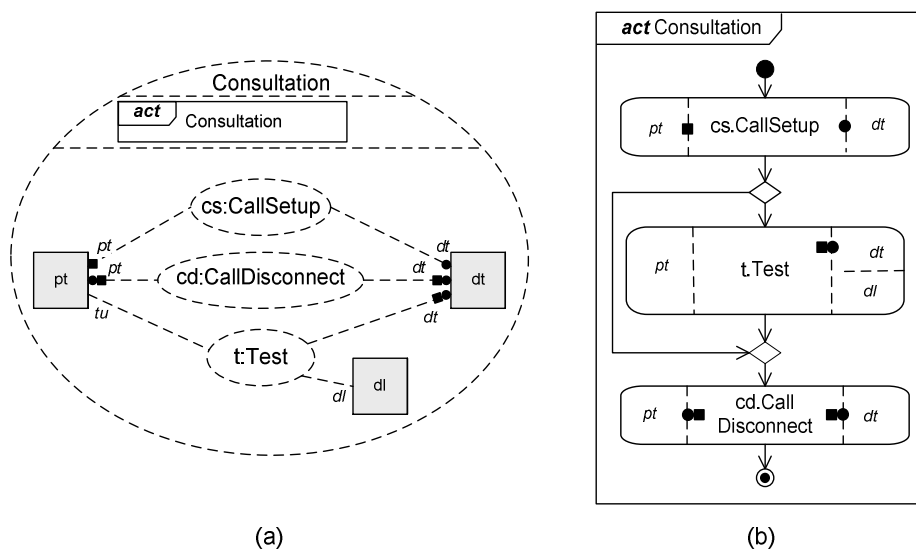 Consultation
act
Consultation
cs:CallSetup
pt
dt
pt
pt
cd:CallDisconnect
dt
dt
tu
dt
t:Test
dl
dl
(a)
act Consultation
pt
cs.CallSetup
dt
pt
t.Test
dt
dl
pt
cd.Call
Disconnect
dt
(b)